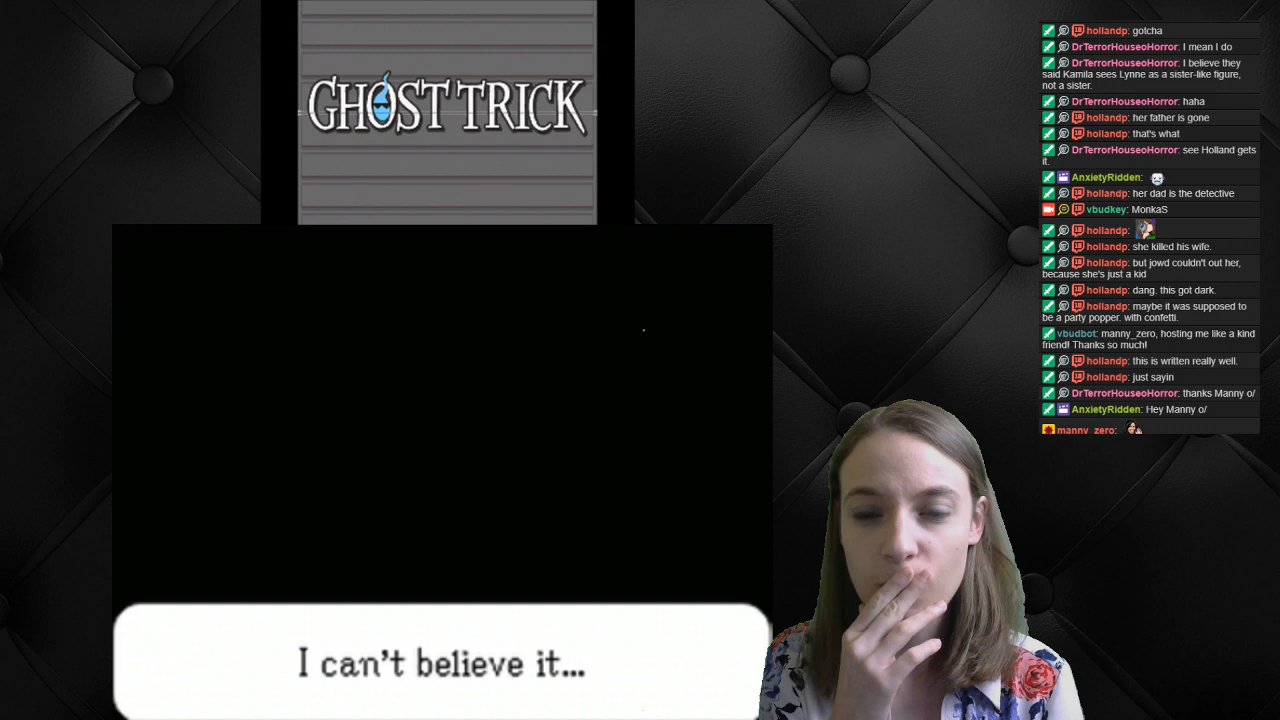 GHOST TRICK
I can't believe it...
hollandp: gotcha
DrTerrorHouseoHorror: I mean I do
DrTerrorHouseoHorror: I believe they
said Kamila sees Lynne as a sister-like figure,
not a sister.
DrTerrorHouseoHorror: haha
hollandp: her father is gone
hollandp: that's what
DrTerrorHouseoHorror: see Holland gets
it.
AnxietyRidden:
hollandp: her dad is the detective
vbudkey: MonkaS
hollandp:
hollandp: she killed his wife.
hollandp: but jowd couldn't out her,
because she's just a kid
hollandp: dang. this got dark.
hollandp: maybe it was supposed to
be a party popper. with confetti.
vbudbot: manny_zero, hosting me like a kind
friend! Thanks so much!
hollandp: this is written really well.
hollandp: just sayin
DrTerrorHouseoHorror: thanks Manny o/
AnxietyRidden: Hey Manny o/
manny_zero: